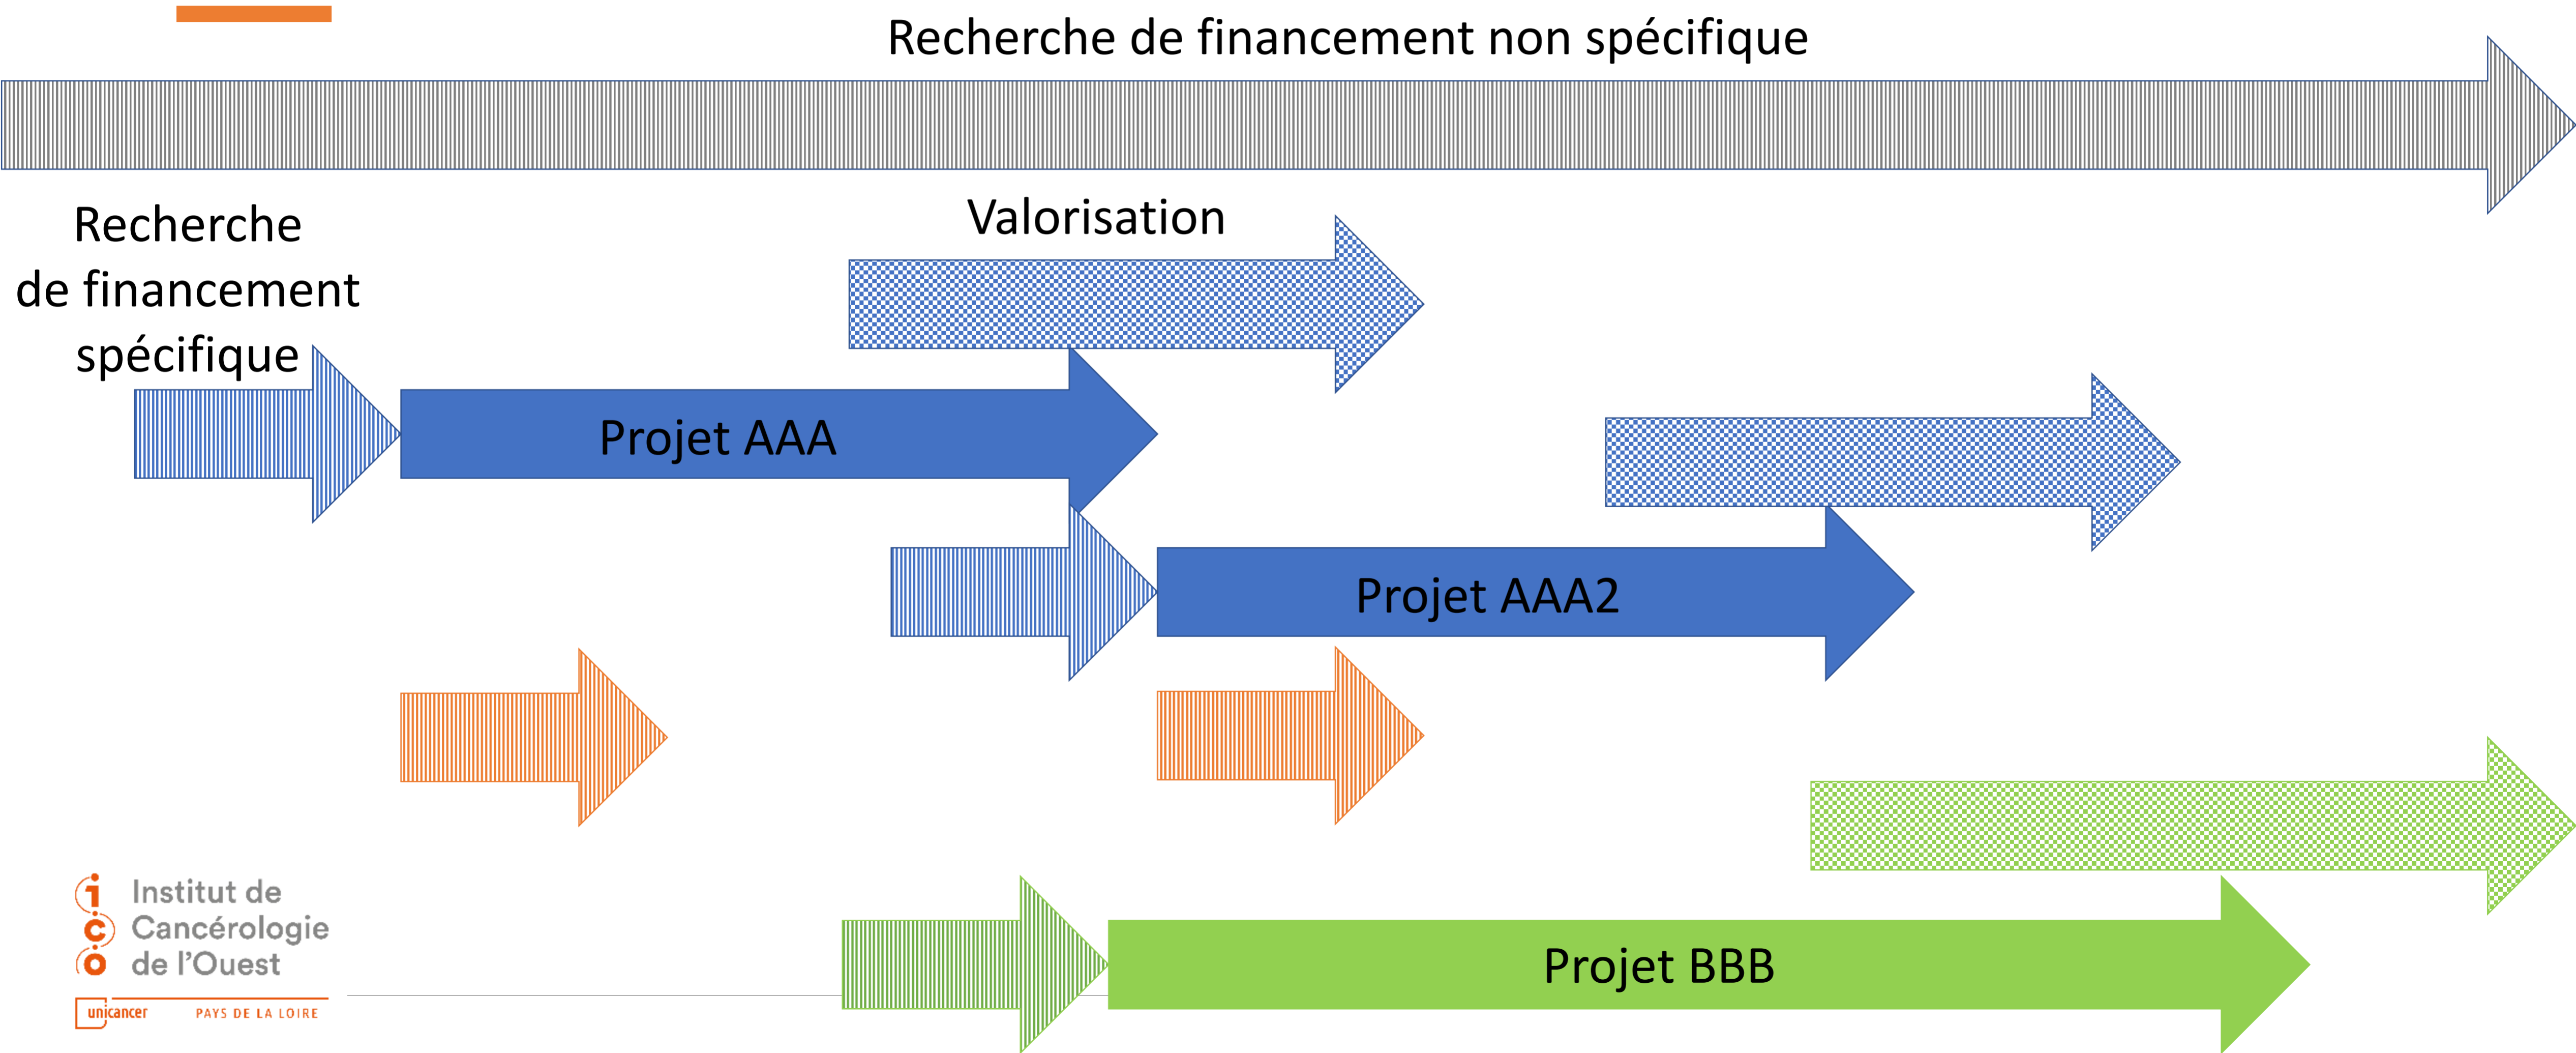 Recherche de financement non spécifique
Recherche
de financement
spécifique
Valorisation
Projet AAA
Projet AAA2
Projet BBB
ico
Institut de
Cancérologie
de l'Ouest
unicancer
PAYS DE LA LOIRE